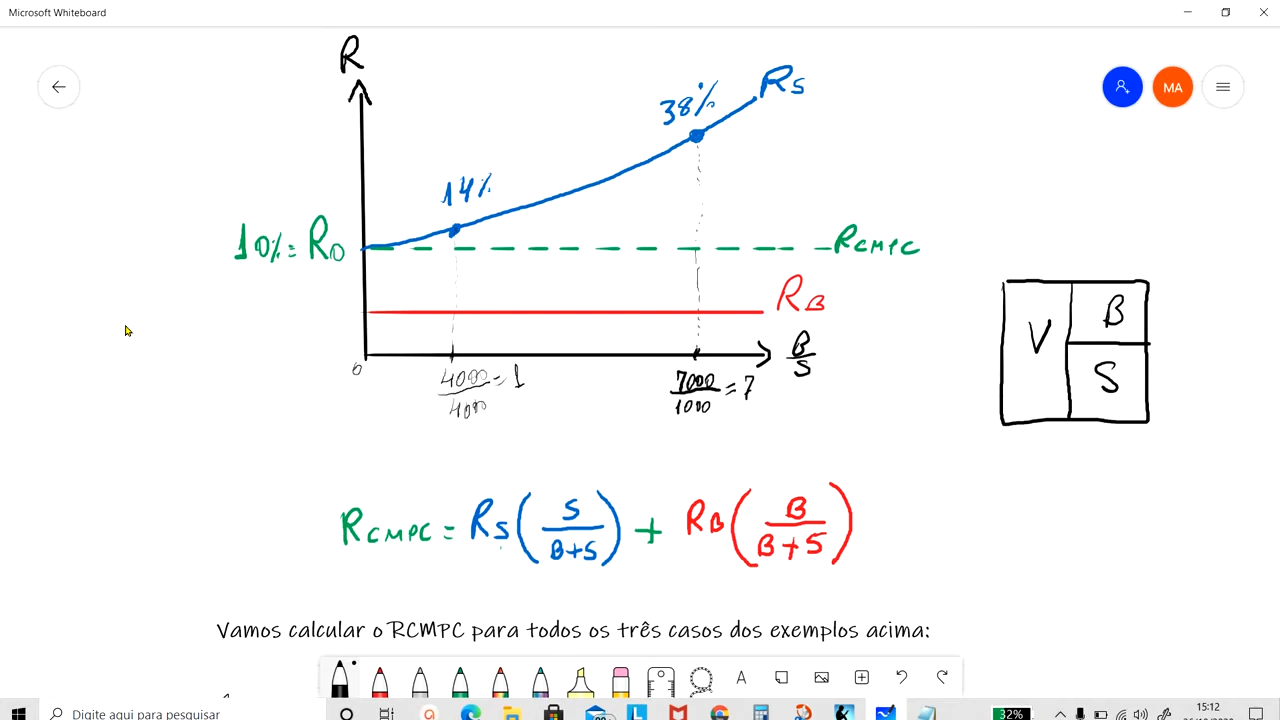 Microsoft Whiteboard
R
RS
38%
14%
MA
10% = R0
RCMPC
RB
B
V
S
B/S
0
4000/4000 = 1
7000/1000 = 7
RCMPC = RS(S/B+S) + RB(B/B+S)
Vamos calcular o RCMPC para todos os três casos dos exemplos acima:
A
Digite aqui para pesquisar
32%
15:12